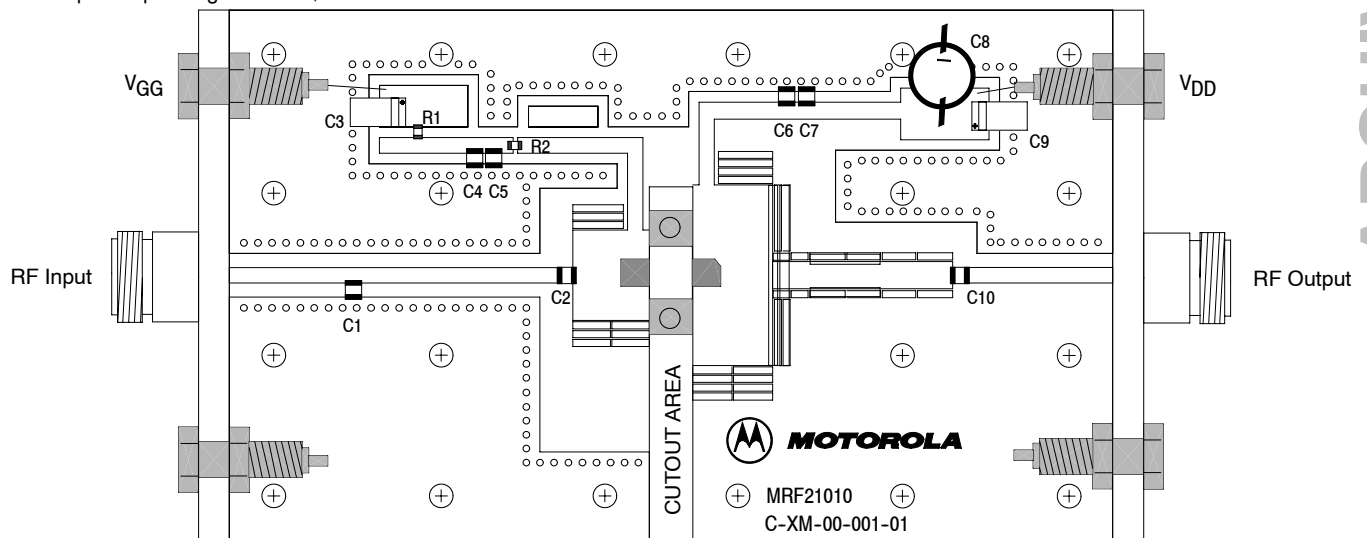 C8
VGG
VDD
C3
R1
C6 C7
C9
R2
C4 C5
RF Input
C2
C10
RF Output
C1
CUTOUT AREA
MOTOROLA
MRF21010
C-XM-00-001-01